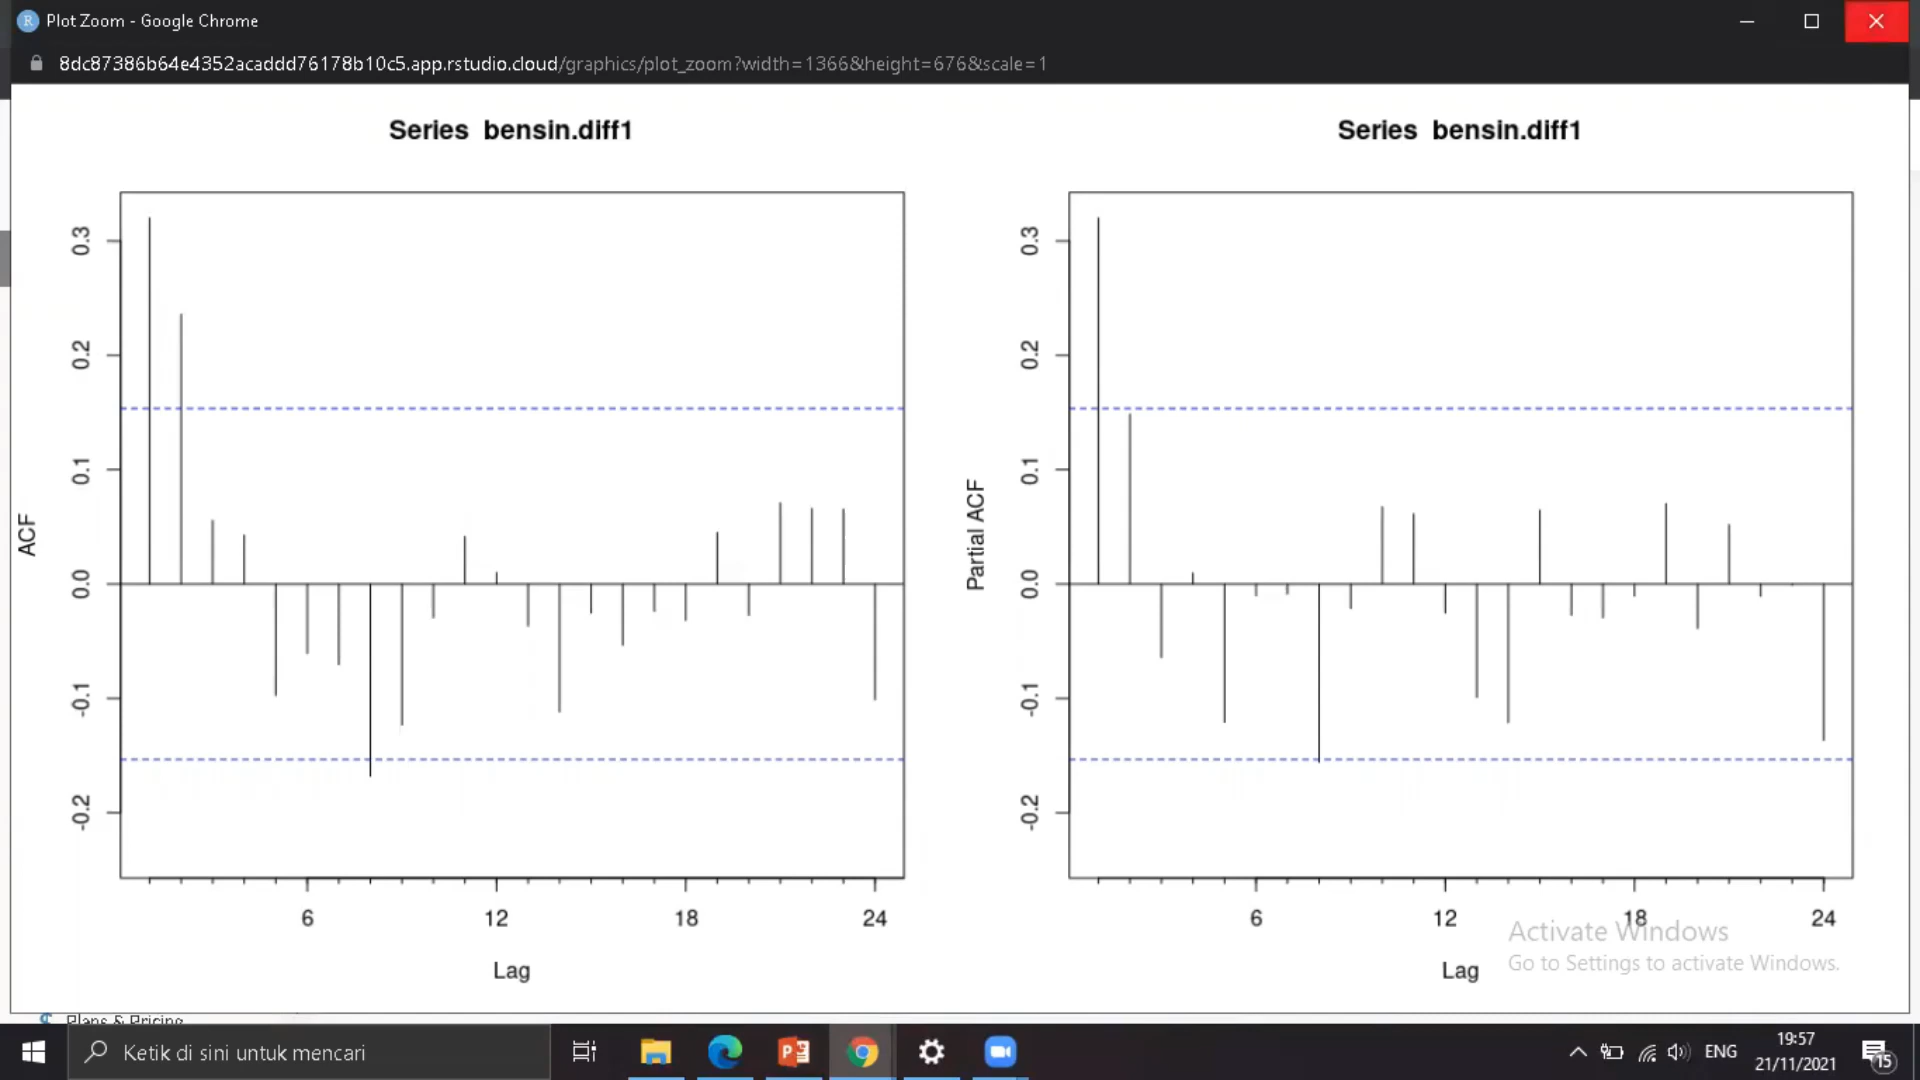 Plot Zoom - Google Chrome
8dc87386b64e4352acaddd76178b10c5.app.rstudio.cloud/graphics/plot_zoom?width=1366&height=676&scale=1
Series bensin.diff1
ACF
0.3
0.2
0.1
0.0
-0.1
-0.2
6 12 18 24
Lag
Series bensin.diff1
Partial ACF
0.3
0.2
0.1
0.0
-0.1
-0.2
6 12 18 24
Lag
Activate Windows
Go to Settings to activate Windows.
Plans & Pricing
Ketik di sini untuk mencari
ENG
19:57
21/11/2021
15